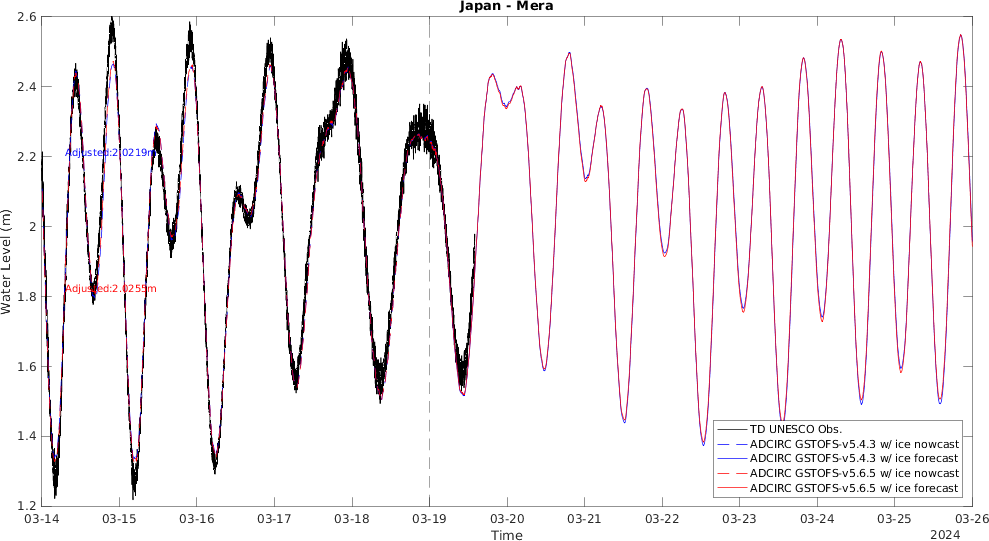 Japan - Mera
2.6
2.4
2.2
2
1.8
1.6
1.4
1.2
Water Level (m)
Adjusted:2.0219m
Adjusted:2.0255m
TD UNESCO Obs.
ADCIRC GSTOFS-v5.4.3 w/ ice nowcast
ADCIRC GSTOFS-v5.4.3 w/ ice forecast
ADCIRC GSTOFS-v5.6.5 w/ ice nowcast
ADCIRC GSTOFS-v5.6.5 w/ ice forecast
03-14 03-15 03-16 03-17 03-18 03-19 03-20 03-21 03-22 03-23 03-24 03-25 03-26
Time
2024